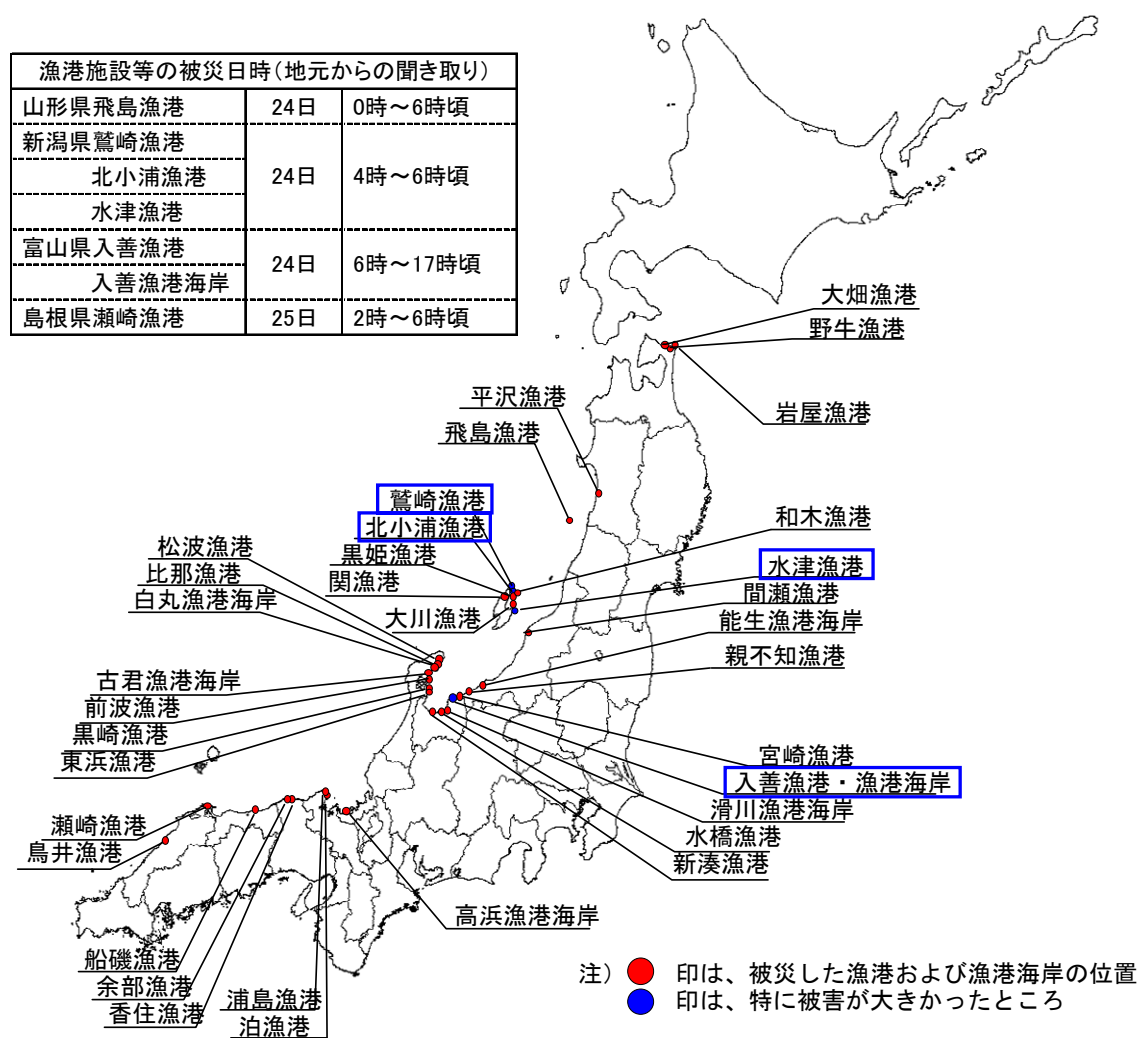 漁港施設等の被災日時(地元からの聞き取り)
山形県飛島漁港 24日 0時～6時頃
新潟県鷲崎漁港
北小浦漁港 24日 4時～6時頃
水津漁港
富山県入善漁港 24日 6時～17時頃
入善漁港海岸
島根県瀬崎漁港 25日 2時～6時頃
大畑漁港
野牛漁港
岩屋漁港
平沢漁港
飛島漁港
鷲崎漁港
北小浦漁港
黒姫漁港
関漁港
大川漁港
和木漁港
水津漁港
間瀬漁港
能生漁港海岸
親不知漁港
松波漁港
比那漁港
白丸漁港海岸
古君漁港海岸
前波漁港
黒崎漁港
東浜漁港
宮崎漁港
入善漁港・漁港海岸
滑川漁港海岸
水橋漁港
新湊漁港
瀬崎漁港
鳥井漁港
高浜漁港海岸
船磯漁港
余部漁港
香住漁港
浦島漁港
泊漁港
注) 印は、被災した漁港および漁港海岸の位置
印は、特に被害が大きかったところ